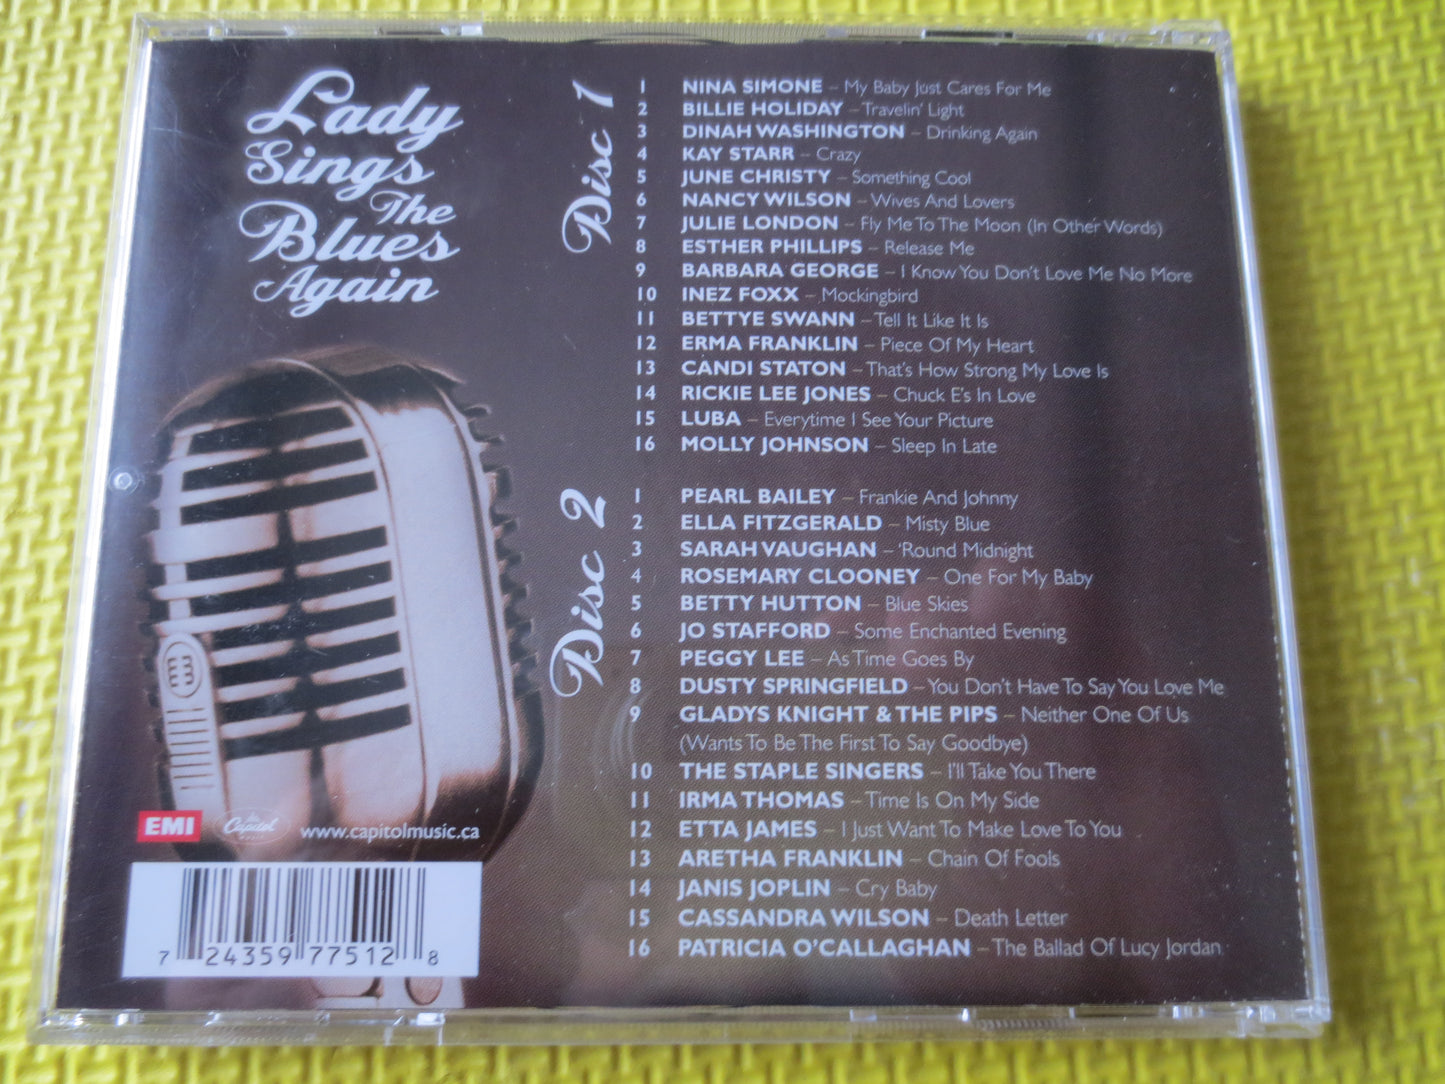 Lady
Sings
The
Blues
Again
Disc 1
1 NINA SIMONE – My Baby Just Cares For Me
2 BILLIE HOLIDAY – Travelin' Light
3 DINAH WASHINGTON – Drinking Again
4 KAY STARR – Crazy
5 JUNE CHRISTY – Something Cool
6 NANCY WILSON – Wives And Lovers
7 JULIE LONDON – Fly Me To The Moon (In Other Words)
8 ESTHER PHILLIPS – Release Me
9 BARBARA GEORGE – I Know You Don't Love Me No More
10 INEZ FOXX – Mockingbird
11 BETTYE SWANN – Tell It Like It Is
12 ERMA FRANKLIN – Piece Of My Heart
13 CANDI STATON – That's How Strong My Love Is
14 RICKIE LEE JONES – Chuck E's In Love
15 LUBA – Everytime I See Your Picture
16 MOLLY JOHNSON – Sleep In Late
Disc 2
1 PEARL BAILEY – Frankie And Johnny
2 ELLA FITZGERALD – Misty Blue
3 SARAH VAUGHAN – 'Round Midnight
4 ROSEMARY CLOONEY – One For My Baby
5 BETTY HUTTON – Blue Skies
6 JO STAFFORD – Some Enchanted Evening
7 PEGGY LEE – As Time Goes By
8 DUSTY SPRINGFIELD – You Don't Have To Say You Love Me
9 GLADYS KNIGHT & THE PIPS – Neither One Of Us
(Wants To Be The First To Say Goodbye)
10 THE STAPLE SINGERS – I'll Take You There
11 IRMA THOMAS – Time Is On My Side
12 ETTA JAMES – I Just Want To Make Love To You
13 ARETHA FRANKLIN – Chain Of Fools
14 JANIS JOPLIN – Cry Baby
15 CASSANDRA WILSON – Death Letter
16 PATRICIA O'CALLAGHAN – The Ballad Of Lucy Jordan
EMI Capitol www.capitolmusic.ca
7 24359 77512 8